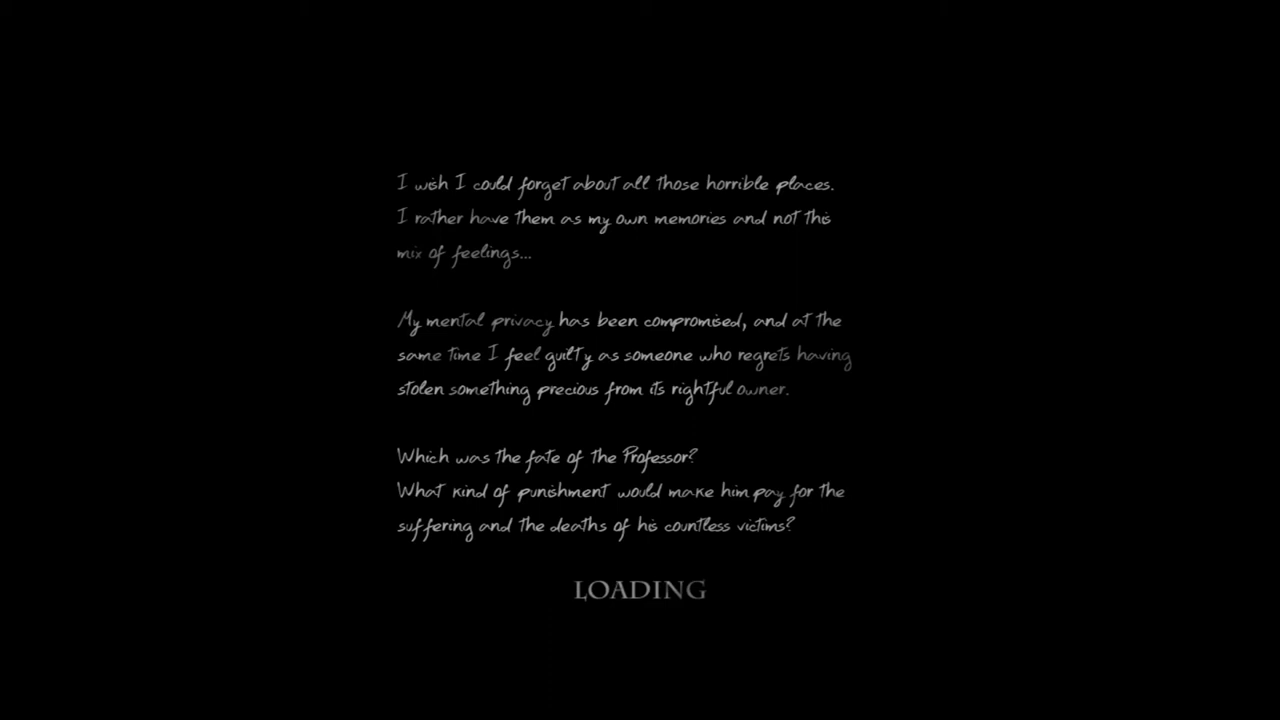 I wish I could forget about all those horrible places.
I rather have them as my own memories and not this
mix of feelings...
My mental privacy has been compromised, and at the
same time I feel guilty as someone who regrets having
stolen something precious from its rightful owner.
Which was the fate of the Professor?
What kind of punishment would make him pay for the
suffering and the deaths of his countless victims?
LOADING